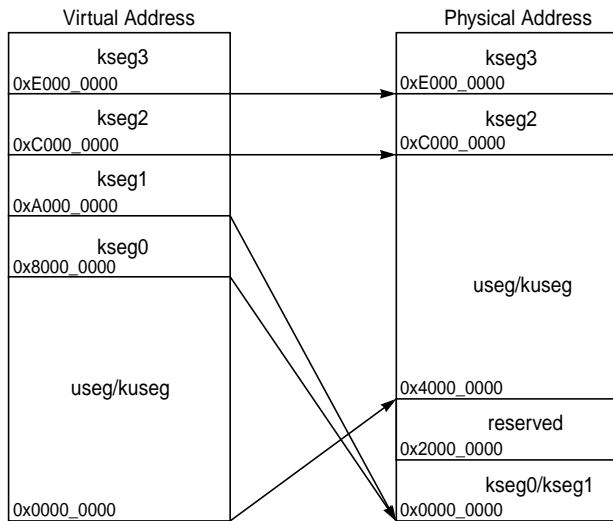 Virtual Address
kseg3
0xE000_0000
kseg2
0xC000_0000
kseg1
0xA000_0000
kseg0
0x8000_0000
useg/kuseg
0x0000_0000
Physical Address
kseg3
0xE000_0000
kseg2
0xC000_0000
useg/kuseg
0x4000_0000
reserved
0x2000_0000
kseg0/kseg1
0x0000_0000